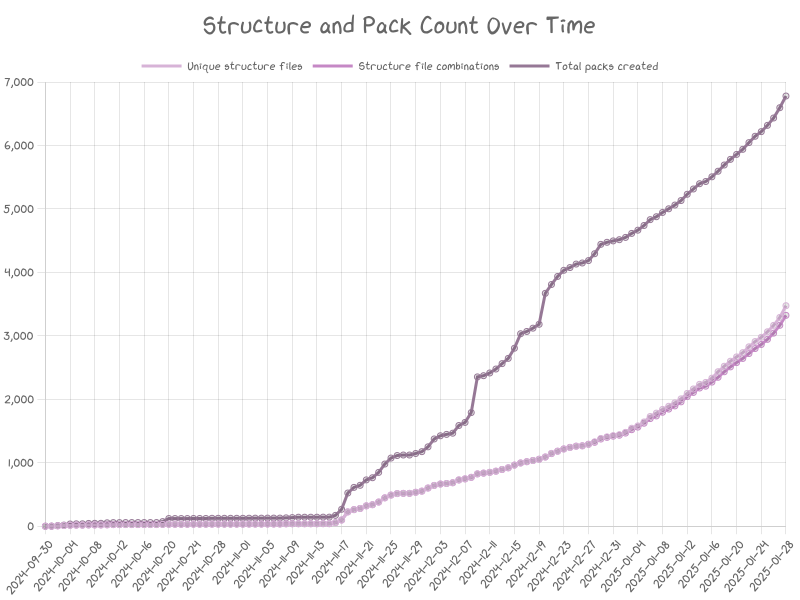 Structure and Pack Count Over Time
Unique structure files Structure file combinations Total packs created
7,000
6,000
5,000
4,000
3,000
2,000
1,000
0
2024-09-30 2024-10-04 2024-10-08 2024-10-12 2024-10-16 2024-10-20 2024-10-24 2024-10-28 2024-11-01 2024-11-05 2024-11-09 2024-11-13 2024-11-17 2024-11-21 2024-11-25 2024-11-29 2024-12-03 2024-12-07 2024-12-11 2024-12-15 2024-12-19 2024-12-23 2024-12-27 2024-12-31 2025-01-04 2025-01-08 2025-01-12 2025-01-16 2025-01-20 2025-01-24 2025-01-28